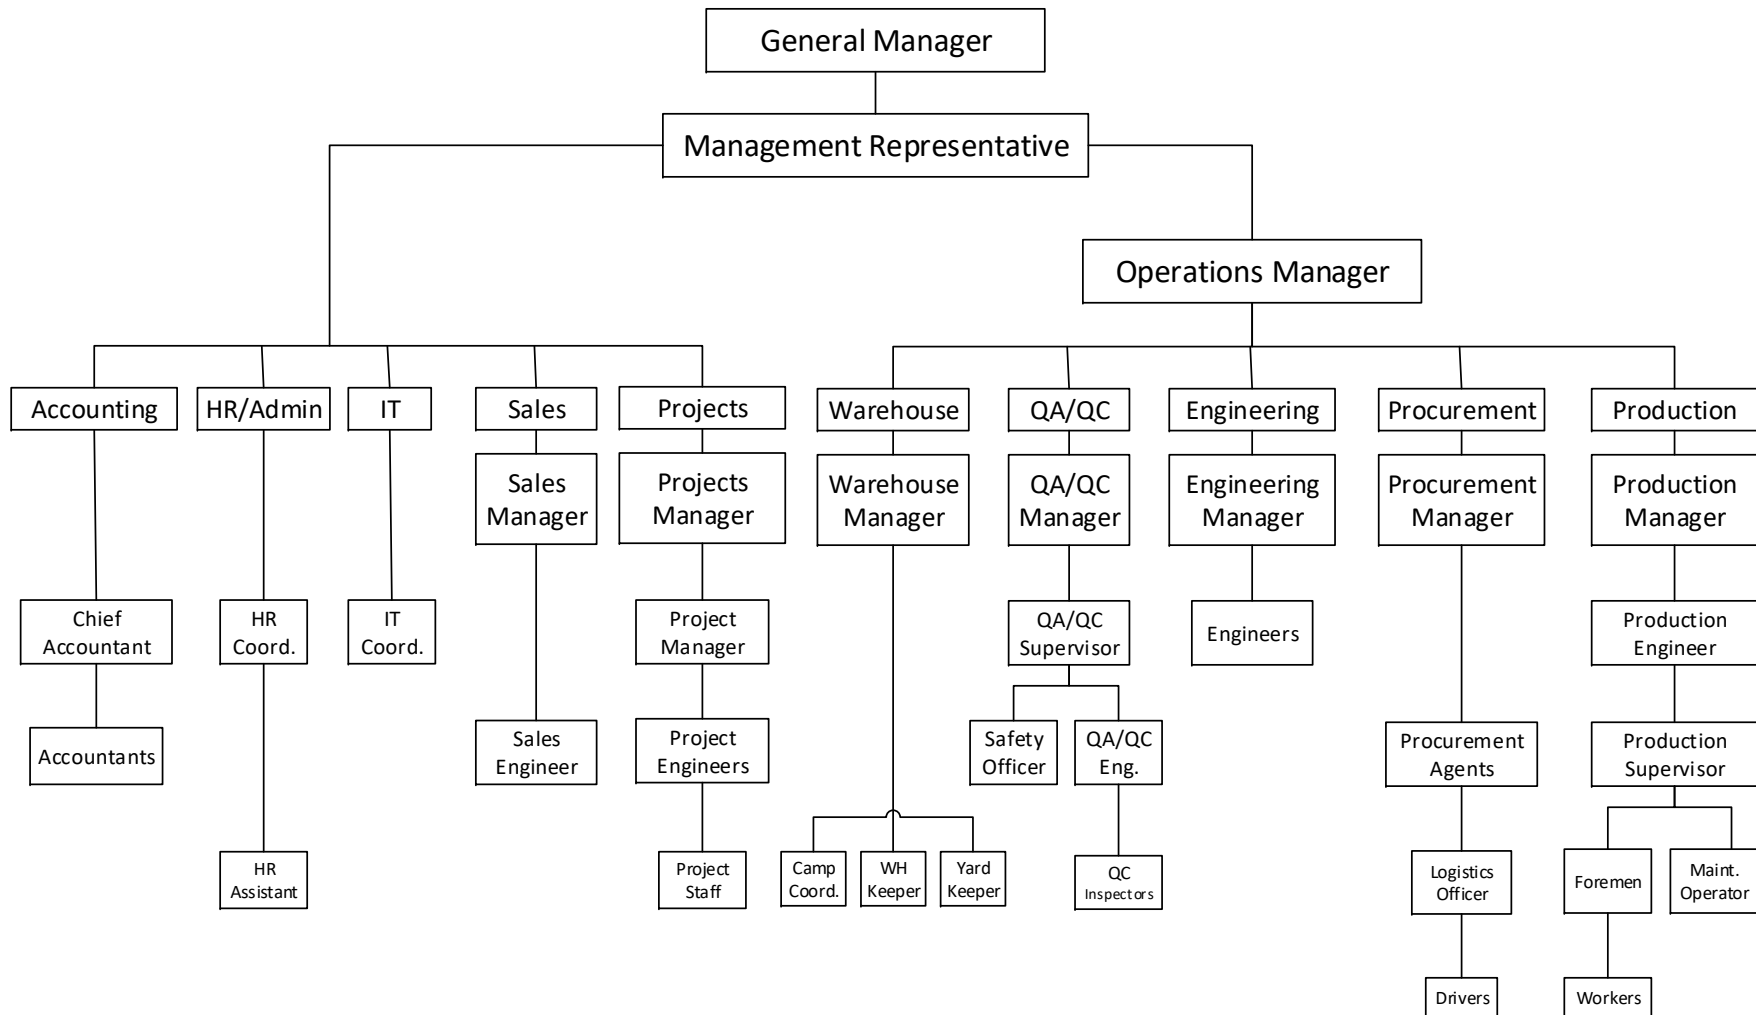 General Manager
Management Representative
Operations Manager
Accounting
HR/Admin
IT
Sales
Projects
Warehouse
QA/QC
Engineering
Procurement
Production
Sales
Manager
Projects
Manager
Warehouse
Manager
QA/QC
Manager
Engineering
Manager
Procurement
Manager
Production
Manager
Chief
Accountant
HR
Coord.
IT
Coord.
Project
Manager
QA/QC
Supervisor
Engineers
Production
Engineer
Accountants
Sales
Engineer
Project
Engineers
Safety
Officer
QA/QC
Eng.
Procurement
Agents
Production
Supervisor
HR
Assistant
Project
Staff
Camp
Coord.
WH
Keeper
Yard
Keeper
QC
Inspectors
Logistics
Officer
Foremen
Maint.
Operator
Drivers
Workers